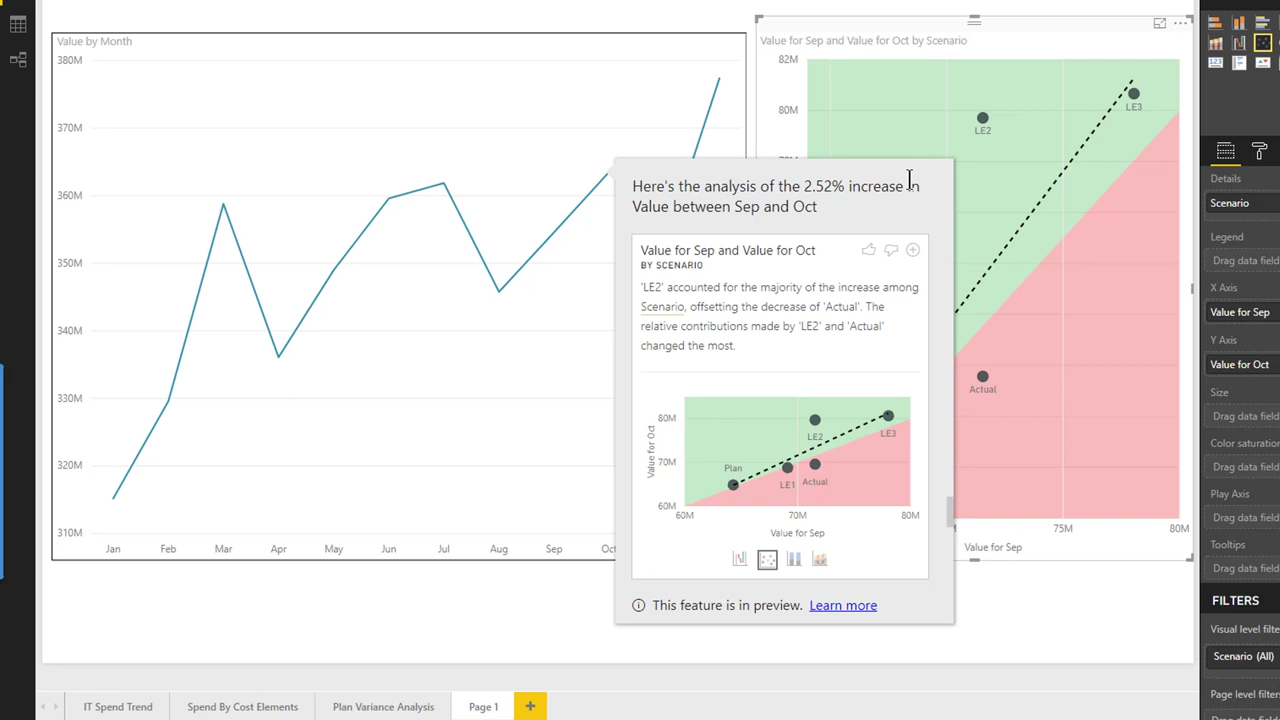 Value by Month
380M
370M
360M
350M
340M
330M
320M
310M
Jan Feb Mar Apr May Jun Jul Aug Sep Oct
Value for Sep and Value for Oct by Scenario
82M
80M
LE2
LE3
Actual
75M
80M
Value for Sep
Here's the analysis of the 2.52% increase in
Value between Sep and Oct
Value for Sep and Value for Oct
BY SCENARIO
'LE2' accounted for the majority of the increase among
Scenario, offsetting the decrease of 'Actual'. The
relative contributions made by 'LE2' and 'Actual'
changed the most.
Value for Oct
80M
70M
60M
LE2
LE3
Plan
LE1
Actual
60M 70M 80M
Value for Sep
This feature is in preview. Learn more
123
Details
Scenario
Legend
Drag data field
X Axis
Value for Sep
Y Axis
Value for Oct
Size
Drag data field
Color saturation
Drag data field
Play Axis
Drag data field
Tooltips
Drag data field
FILTERS
Visual level filte
Scenario (All)
Page level filters
IT Spend Trend
Spend By Cost Elements
Plan Variance Analysis
Page 1
+